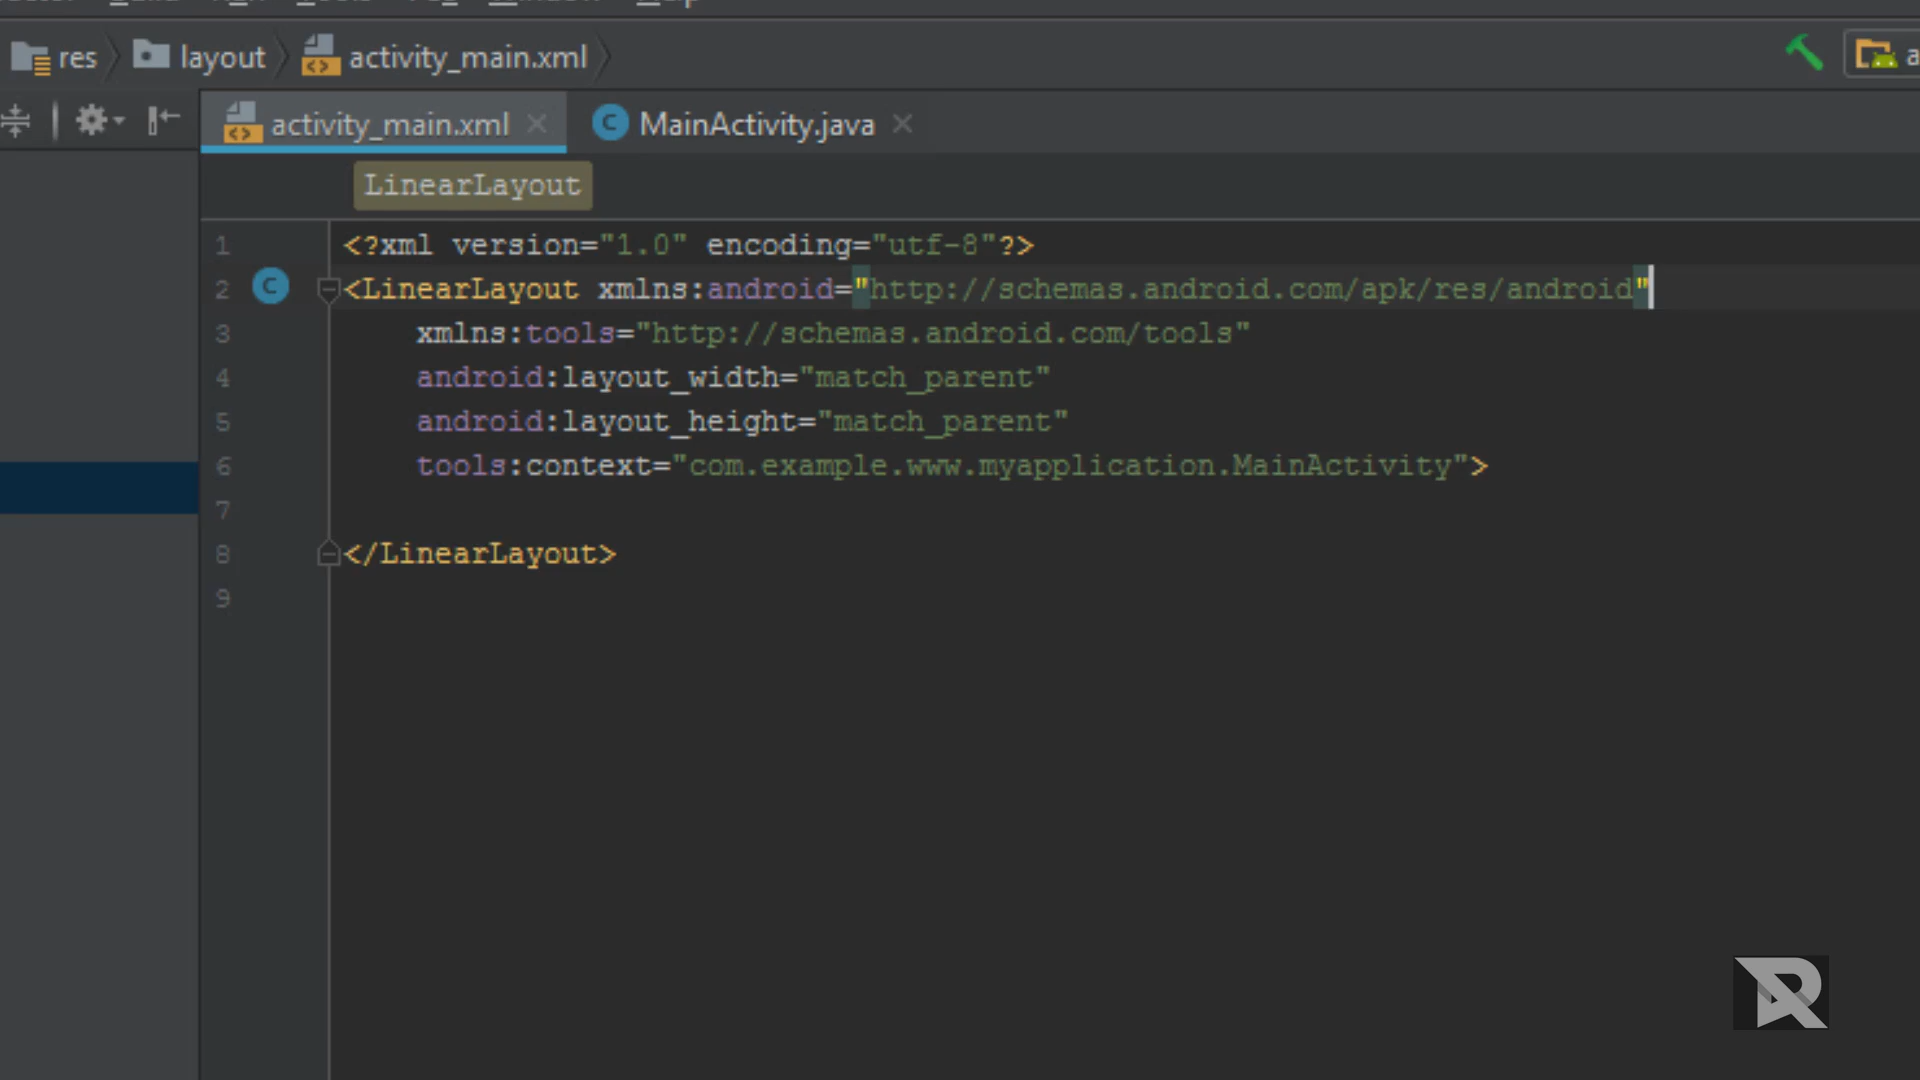 res layout activity_main.xml
activity_main.xml MainActivity.java
LinearLayout
1 <?xml version="1.0" encoding="utf-8"?>
2 <LinearLayout xmlns:android="http://schemas.android.com/apk/res/android"
3 xmlns:tools="http://schemas.android.com/tools"
4 android:layout_width="match_parent"
5 android:layout_height="match_parent"
6 tools:context="com.example.www.myapplication.MainActivity">
7
8 </LinearLayout>
9